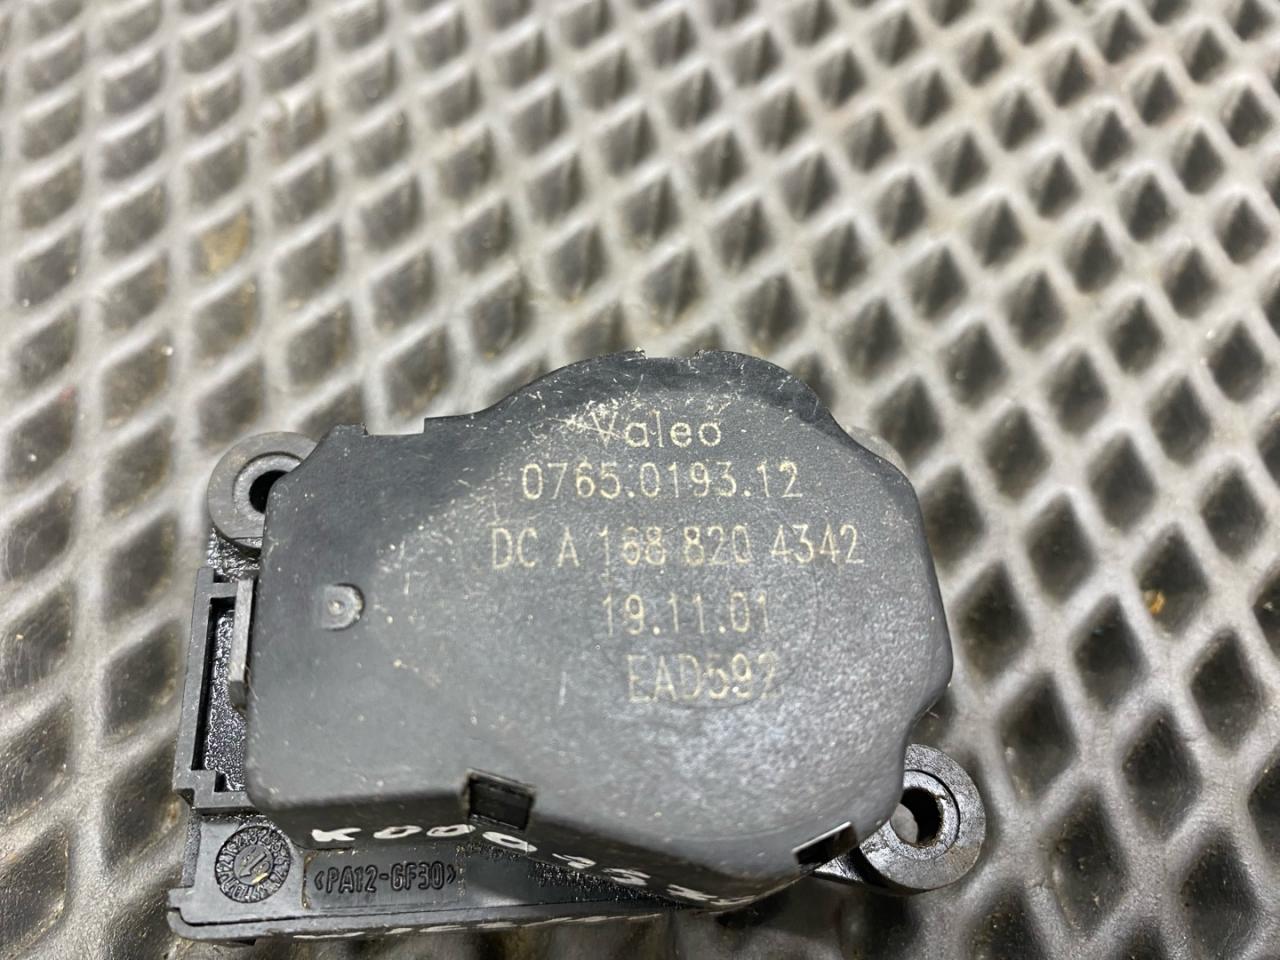 Valeo
0765.0193.12
DC A 168 820 4342
19.11.01
EAD592
<PA12-GF30>